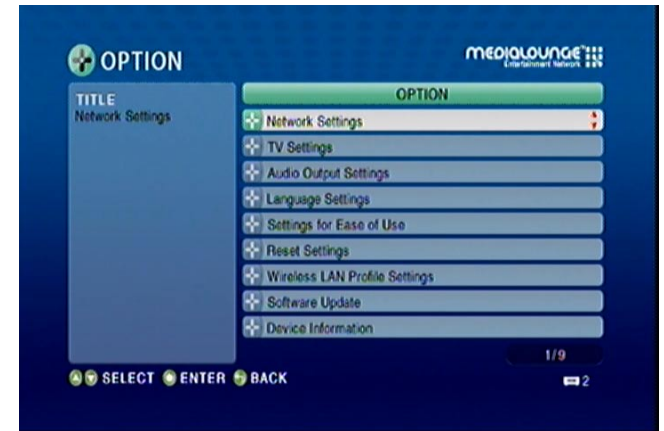 OPTION
MEDIALOUNGE
Entertainment Network
TITLE
Network Settings
OPTION
Network Settings
TV Settings
Audio Output Settings
Language Settings
Settings for Ease of Use
Reset Settings
Wireless LAN Profile Settings
Software Update
Device Information
1/9
SELECT ENTER BACK
2